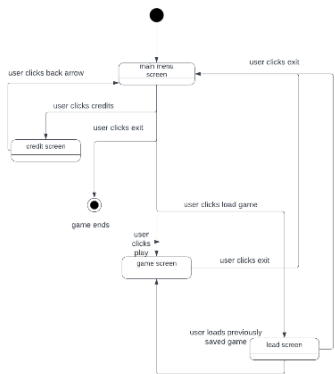 main menu
screen
user clicks exit
user clicks back arrow
user clicks credits
user clicks exit
credit screen
user clicks load game
game ends
user
clicks
play
game screen
user clicks exit
user loads previously
saved game
load screen